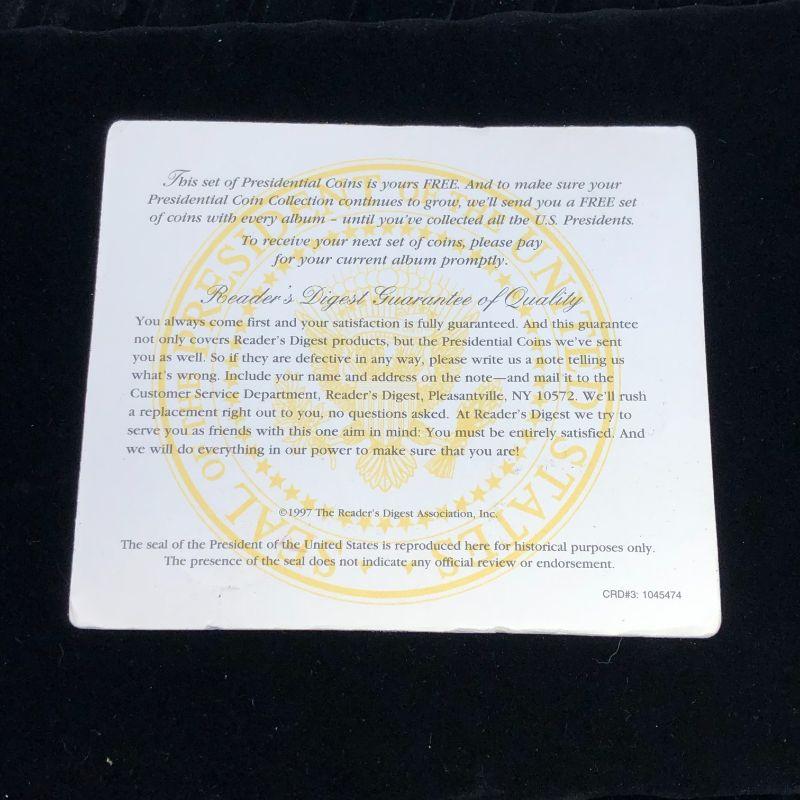 This set of Presidential Coins is yours FREE. And to make sure your
Presidential Coin Collection continues to grow, we'll send you a FREE set
of coins with every album – until you've collected all the U.S. Presidents.
To receive your next set of coins, please pay
for your current album promptly.
Reader's Digest Guarantee of Quality
You always come first and your satisfaction is fully guaranteed. And this guarantee
not only covers Reader's Digest products, but the Presidential Coins we've sent
you as well. So if they are defective in any way, please write us a note telling us
what's wrong. Include your name and address on the note—and mail it to the
Customer Service Department, Reader's Digest, Pleasantville, NY 10572. We'll rush
a replacement right out to you, no questions asked. At Reader's Digest we try to
serve you as friends with this one aim in mind: You must be entirely satisfied. And
we will do everything in our power to make sure that you are!
©1997 The Reader's Digest Association, Inc.
The seal of the President of the United States is reproduced here for historical purposes only.
The presence of the seal does not indicate any official review or endorsement.
CRD#3: 1045474
SEAL OF THE PRESIDENT OF THE UNITED STATES